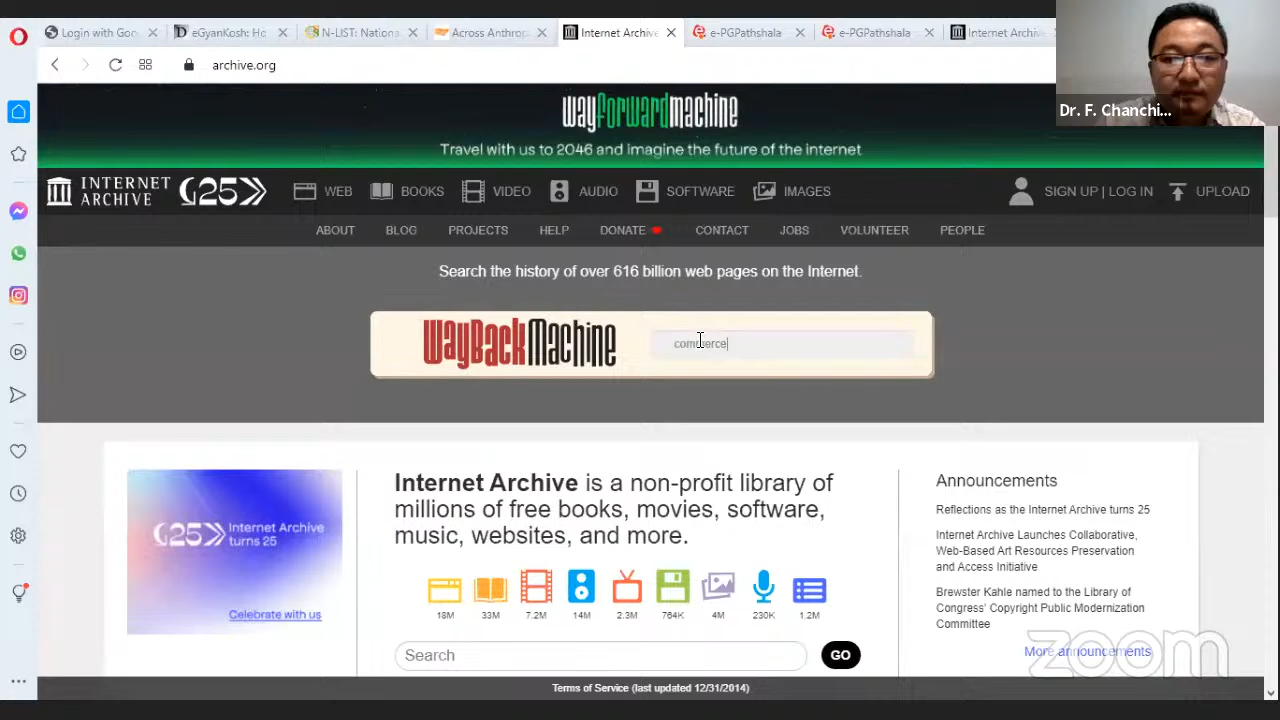 Login with Goo
eGyanKosh: Ho
N-LIST: Nationa
Across Anthrop
Internet Archive
e-PGPathshala
e-PGPathshala
Internet Archive
archive.org
Dr. F. Chanchi...
wayforwardmachine
Travel with us to 2046 and imagine the future of the internet
INTERNET ARCHIVE 25
WEB BOOKS VIDEO AUDIO SOFTWARE IMAGES SIGN UP | LOG IN UPLOAD
ABOUT BLOG PROJECTS HELP DONATE CONTACT JOBS VOLUNTEER PEOPLE
Search the history of over 616 billion web pages on the Internet.
WayBackMachine
commerce
25 Internet Archive
turns 25
Celebrate with us
Internet Archive is a non-profit library of
millions of free books, movies, software,
music, websites, and more.
18M 33M 7.2M 14M 2.3M 764K 4M 230K 1.2M
Search GO
Announcements
Reflections as the Internet Archive turns 25
Internet Archive Launches Collaborative,
Web-Based Art Resources Preservation
and Access Initiative
Brewster Kahle named to the Library of
Congress' Copyright Public Modernization
Committee
More announcements
zoom
Terms of Service (last updated 12/31/2014)